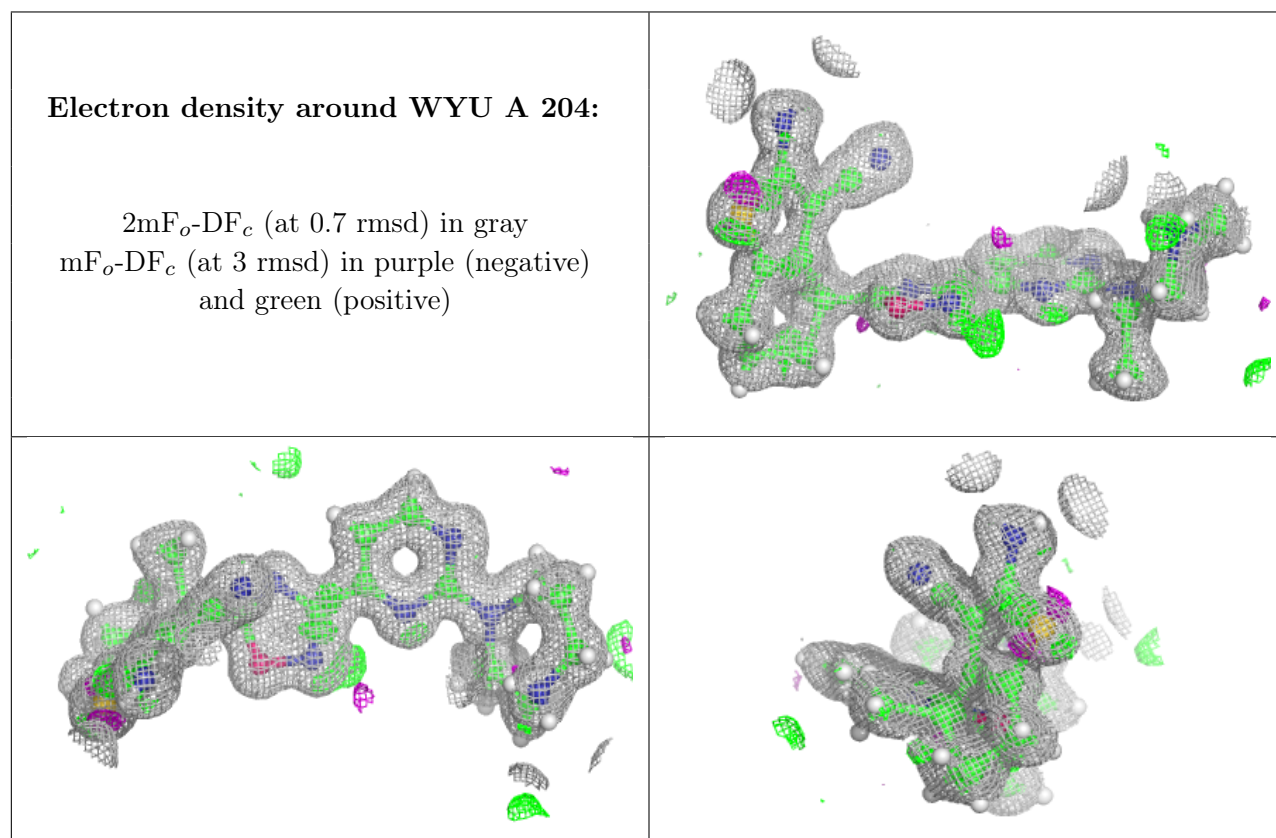 Electron density around WYU A 204:
2mFₒ-DF𝒸 (at 0.7 rmsd) in gray
mFₒ-DF𝒸 (at 3 rmsd) in purple (negative)
and green (positive)